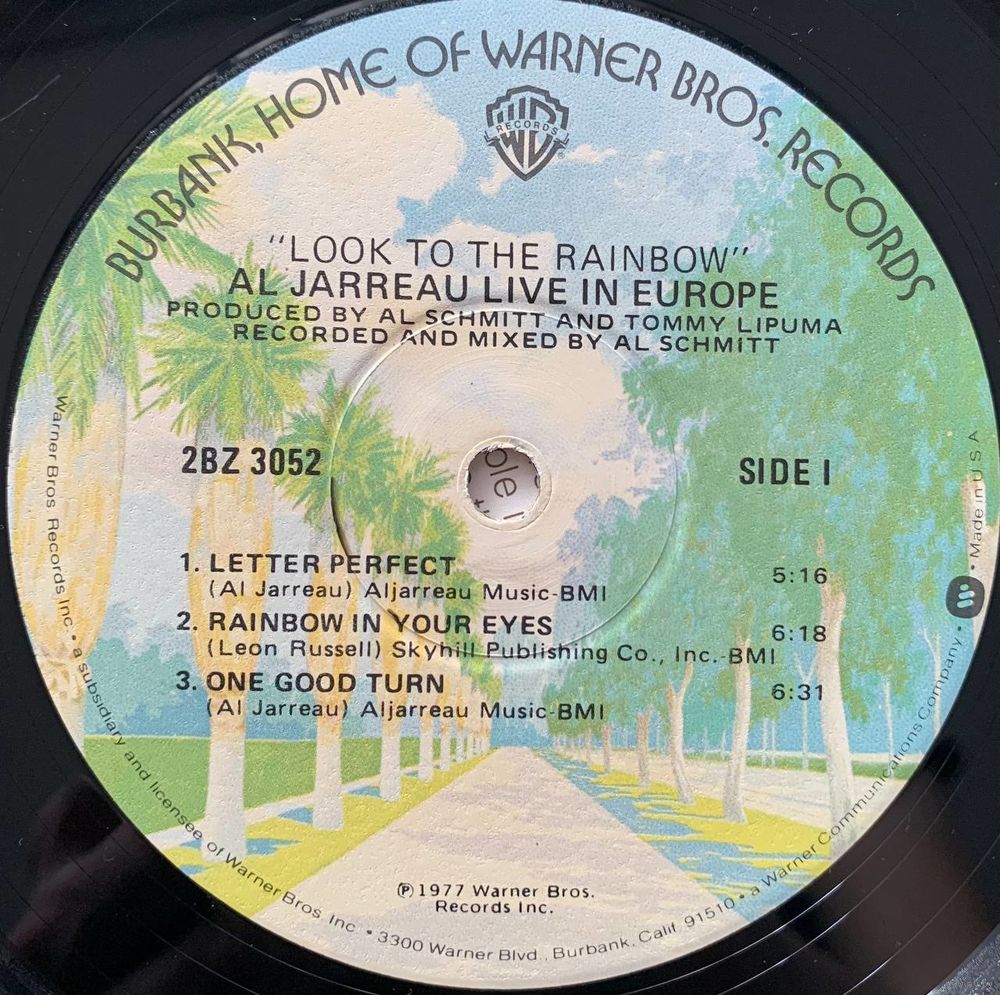 BURBANK, HOME OF WARNER BROS. RECORDS
RECORDS
"LOOK TO THE RAINBOW"
AL JARREAU LIVE IN EUROPE
PRODUCED BY AL SCHMITT AND TOMMY LIPUMA
RECORDED AND MIXED BY AL SCHMITT
2BZ 3052
SIDE 1
1. LETTER PERFECT 5:16
(Al Jarreau) Aljarreau Music-BMI
2. RAINBOW IN YOUR EYES 6:18
(Leon Russell) Skyhill Publishing Co., Inc.-BMI
3. ONE GOOD TURN 6:31
(Al Jarreau) Aljarreau Music-BMI
℗1977 Warner Bros.
Records Inc.
Warner Bros. Records Inc. • a subsidiary and licensee of Warner Bros. Inc • 3300 Warner Blvd., Burbank, Calif. 91510 • a Warner Communications Company. • Made in U S A